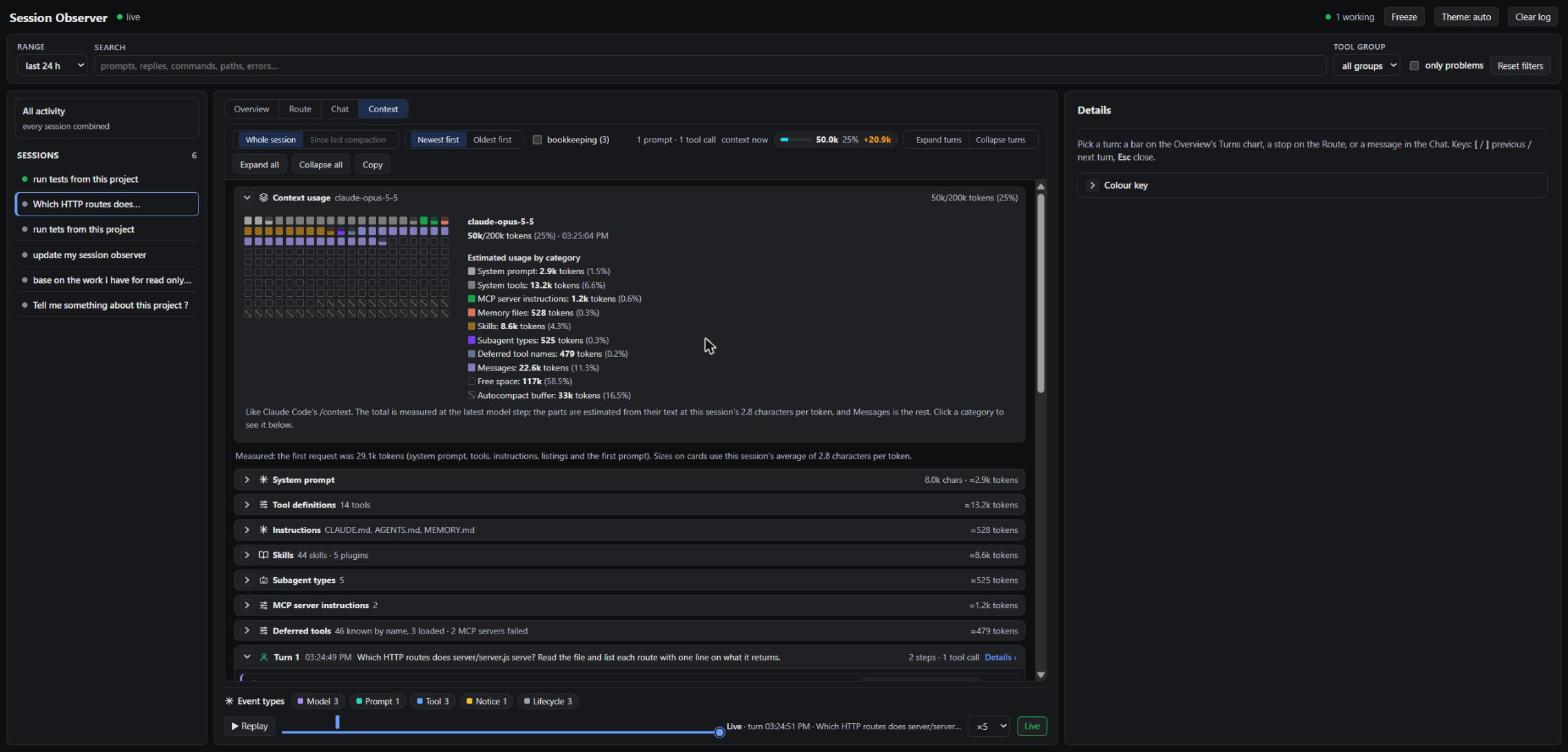 Session Observer
live
1 working
Freeze
Theme: auto
Clear log
RANGE
SEARCH
TOOL GROUP
last 24 h
prompts, replies, commands, paths, errors...
all groups
only problems
Reset filters
All activity
every session combined
SESSIONS 6
run tests from this project
Which HTTP routes does...
run tets from this project
update my session observer
base on the work i have for read only...
Tell me something about this project ?
Overview
Route
Chat
Context
Whole session
Since last compaction
Newest first
Oldest first
bookkeeping (3)
1 prompt · 1 tool call context now 50.0k 25% +20.9k
Expand turns
Collapse turns
Expand all
Collapse all
Copy
Context usage claude-opus-5-5 50k/200k tokens (25%)
claude-opus-5-5
50k/200k tokens (25%) · 03:25:04 PM
Estimated usage by category
System prompt: 2.9k tokens (1.5%)
System tools: 13.2k tokens (6.6%)
MCP server instructions: 1.2k tokens (0.6%)
Memory files: 528 tokens (0.3%)
Skills: 8.6k tokens (4.3%)
Subagent types: 525 tokens (0.3%)
Deferred tool names: 479 tokens (0.2%)
Messages: 22.6k tokens (11.3%)
Free space: 117k (58.5%)
Autocompact buffer: 33k tokens (16.5%)
Like Claude Code's /context. The total is measured at the latest model step; the parts are estimated from their text at this session's 2.8 characters per token, and Messages is the rest. Click a category to
see it below.
Measured: the first request was 29.1k tokens (system prompt, tools, instructions, listings and the first prompt). Sizes on cards use this session's average of 2.8 characters per token.
System prompt 8.0k chars · ≈2.9k tokens
Tool definitions 14 tools ≈13.2k tokens
Instructions CLAUDE.md, AGENTS.md, MEMORY.md ≈528 tokens
Skills 44 skills · 5 plugins ≈8.6k tokens
Subagent types 5 ≈525 tokens
MCP server instructions 2 ≈1.2k tokens
Deferred tools 46 known by name, 3 loaded · 2 MCP servers failed ≈479 tokens
Turn 1 03:24:49 PM Which HTTP routes does server/server.js serve? Read the file and list each route with one line on what it returns. 2 steps · 1 tool call Details ›
Event types
Model 3
Prompt 1
Tool 3
Notice 1
Lifecycle 3
Replay
Live · turn 03:24:51 PM · Which HTTP routes does server/server...
×5
Live
Details
Pick a turn: a bar on the Overview's Turns chart, a stop on the Route, or a message in the Chat. Keys: [ / ] previous /
next turn, Esc close.
Colour key